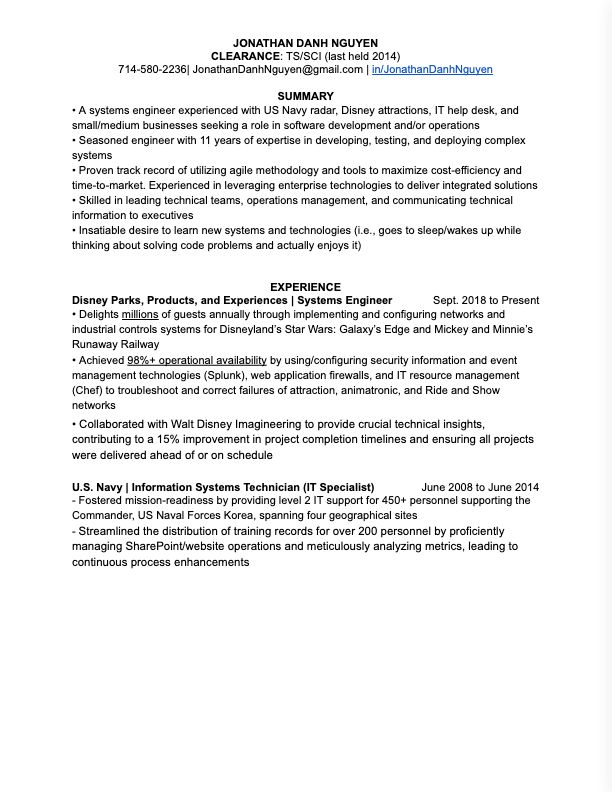 JONATHAN DANH NGUYEN
CLEARANCE: TS/SCI (last held 2014)
714-580-2236| JonathanDanhNguyen@gmail.com | in/JonathanDanhNguyen
SUMMARY
• A systems engineer experienced with US Navy radar, Disney attractions, IT help desk, and
small/medium businesses seeking a role in software development and/or operations
• Seasoned engineer with 11 years of expertise in developing, testing, and deploying complex
systems
• Proven track record of utilizing agile methodology and tools to maximize cost-efficiency and
time-to-market. Experienced in leveraging enterprise technologies to deliver integrated solutions
• Skilled in leading technical teams, operations management, and communicating technical
information to executives
• Insatiable desire to learn new systems and technologies (i.e., goes to sleep/wakes up while
thinking about solving code problems and actually enjoys it)
EXPERIENCE
Disney Parks, Products, and Experiences | Systems Engineer Sept. 2018 to Present
• Delights millions of guests annually through implementing and configuring networks and
industrial controls systems for Disneyland's Star Wars: Galaxy's Edge and Mickey and Minnie's
Runaway Railway
• Achieved 98%+ operational availability by using/configuring security information and event
management technologies (Splunk), web application firewalls, and IT resource management
(Chef) to troubleshoot and correct failures of attraction, animatronic, and Ride and Show
networks
• Collaborated with Walt Disney Imagineering to provide crucial technical insights,
contributing to a 15% improvement in project completion timelines and ensuring all projects
were delivered ahead of or on schedule
U.S. Navy | Information Systems Technician (IT Specialist) June 2008 to June 2014
- Fostered mission-readiness by providing level 2 IT support for 450+ personnel supporting the
Commander, US Naval Forces Korea, spanning four geographical sites
- Streamlined the distribution of training records for over 200 personnel by proficiently
managing SharePoint/website operations and meticulously analyzing metrics, leading to
continuous process enhancements